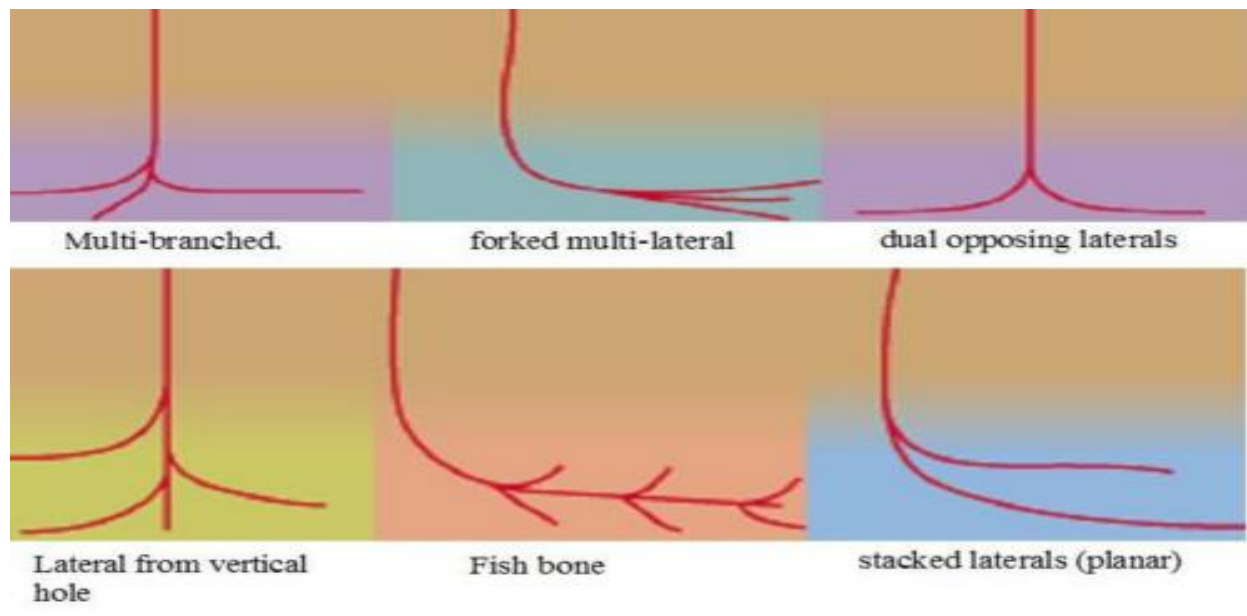 Multi-branched.
forked multi-lateral
dual opposing laterals
Lateral from vertical
hole
Fish bone
stacked laterals (planar)